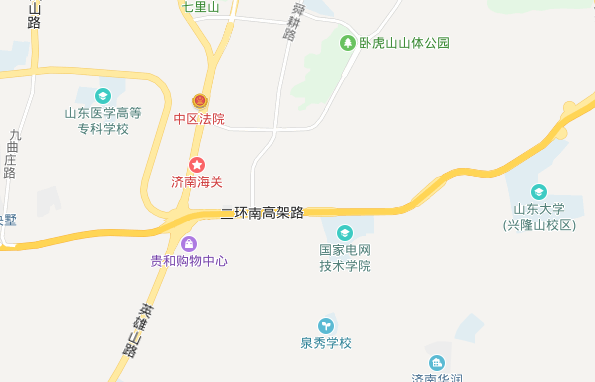 七里山
山路
舜耕路
卧虎山山体公园
山东医学高等
专科学校
中区法院
九曲庄路
济南海关
山东大学
(兴隆山校区)
二环南高架路
墅
国家电网
技术学院
贵和购物中心
英雄山路
泉秀学校
济南华润